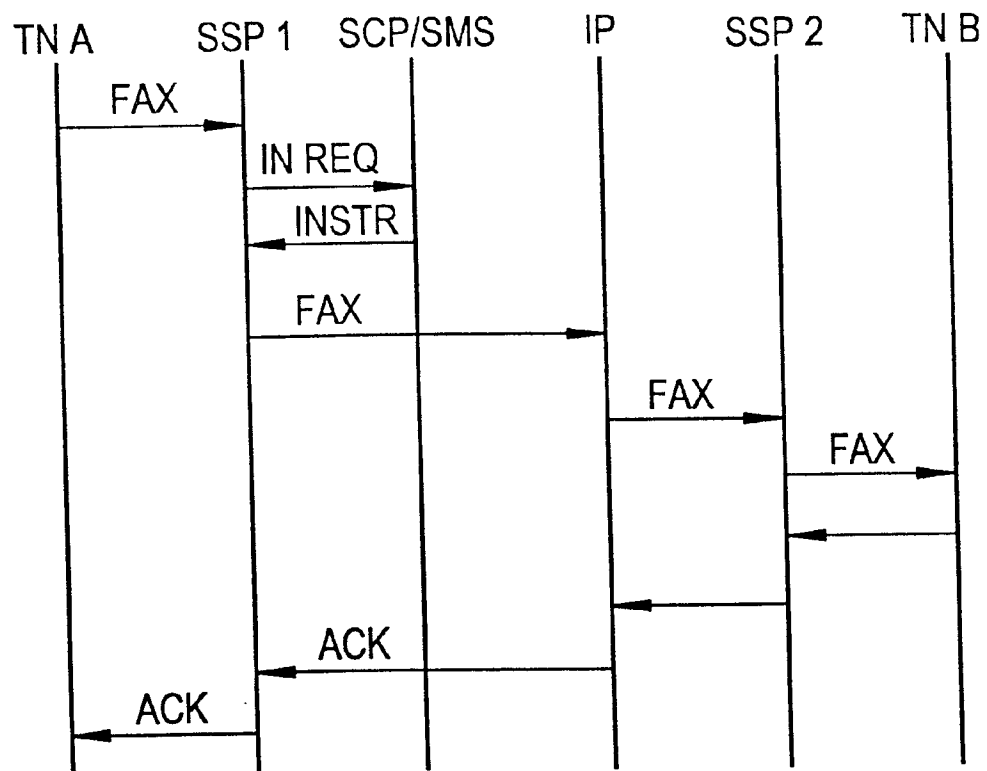 TN A SSP 1 SCP/SMS IP SSP 2 TN B
FAX
IN REQ
INSTR
FAX
FAX
FAX
ACK
ACK